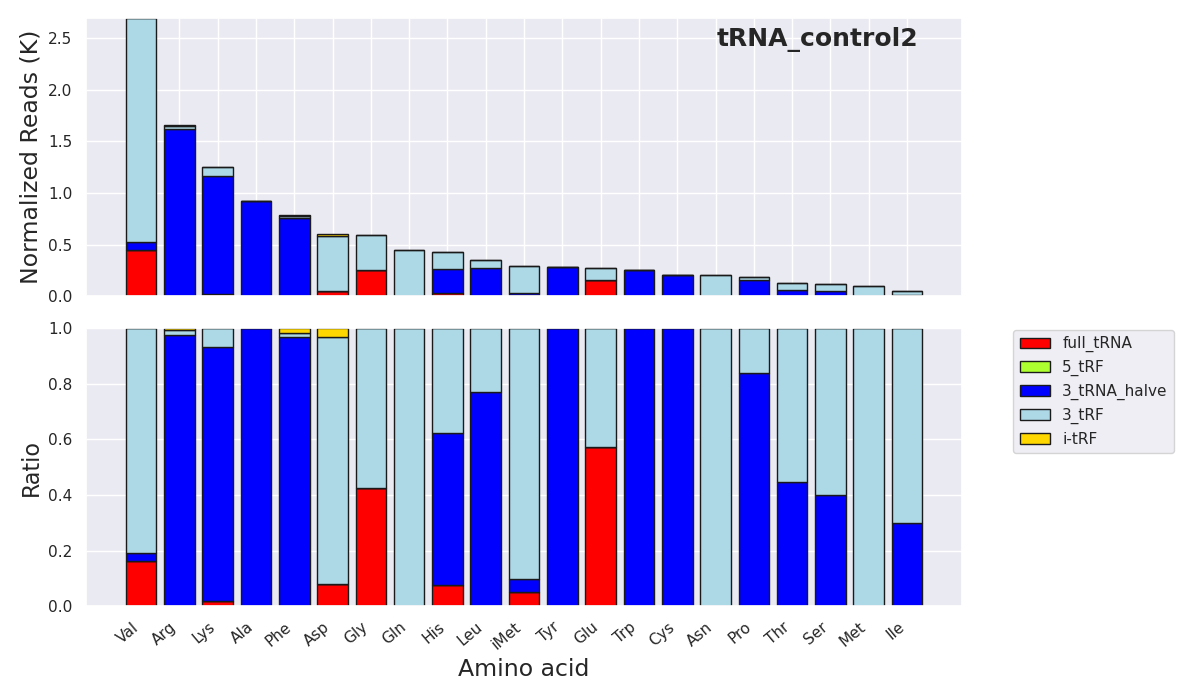 tRNA_control2
Normalized Reads (K)
2.5
2.0
1.5
1.0
0.5
0.0
Ratio
1.0
0.8
0.6
0.4
0.2
0.0
Val Arg Lys Ala Phe Asp Gly Gln His Leu iMet Tyr Glu Trp Cys Asn Pro Thr Ser Met Ile
Amino acid
full_tRNA
5_tRF
3_tRNA_halve
3_tRF
i-tRF